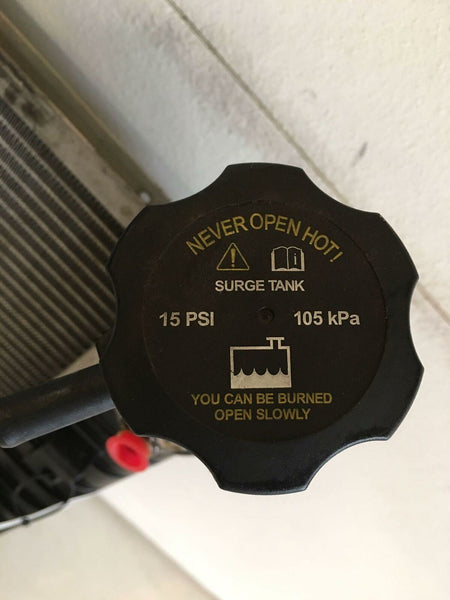 NEVER OPEN HOT!
SURGE TANK
15 PSI 105 kPa
YOU CAN BE BURNED
OPEN SLOWLY